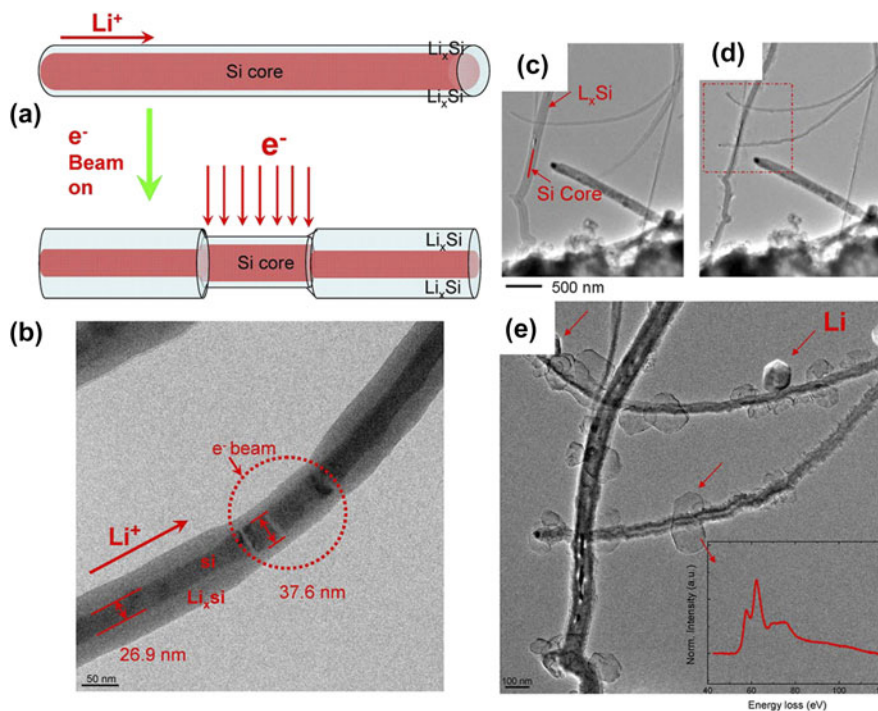 Li+
LixSi
Si core
LixSi
(a)
e-
Beam
on
e-
LixSi
Si core
LixSi
(b)
e- beam
Li+
si
Lixsi
37.6 nm
26.9 nm
50 nm
(c)
LxSi
Si Core
500 nm
(d)
(e)
Li
100 nm
Norm. Intensity (a.u.)
40 60 80 100
Energy loss (eV)